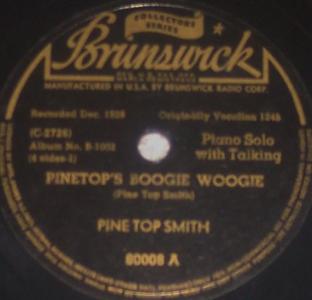 COLLECTORS
SERIES
Brunswick
MANUFACTURED IN U.S.A. BY BRUNSWICK RADIO CORP.
Recorded Dec. 1928 Originally Vocalion 1245
(C-2726) Piano Solo
Album No. B-1002 with Talking
PINETOP'S BOOGIE WOOGIE
(Pine Top Smith)
PINE TOP SMITH
80008 A